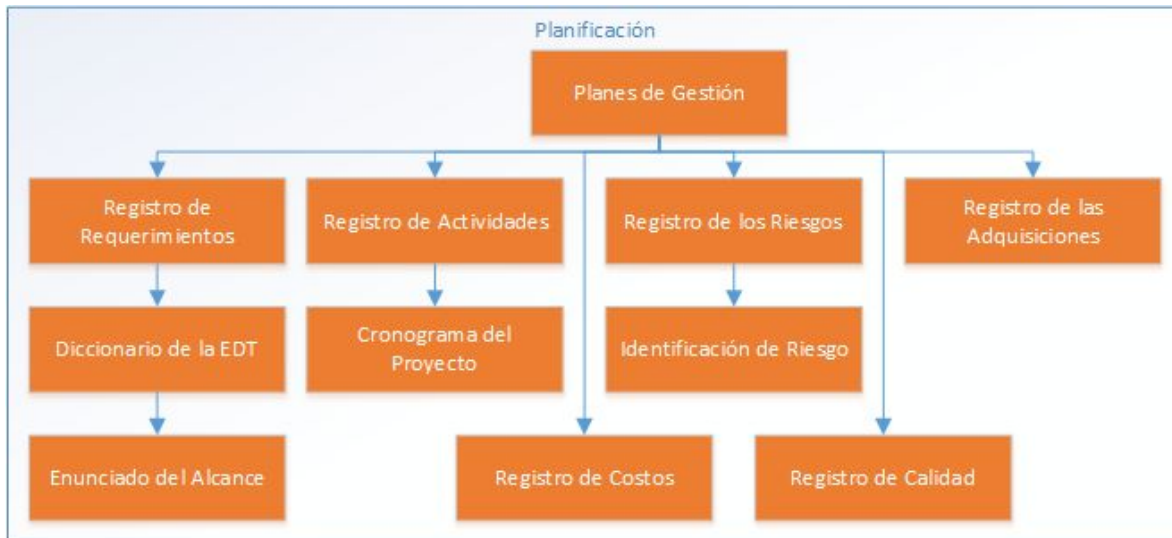 Planificación
Planes de Gestión
Registro de
Requerimientos
Registro de Actividades
Registro de los Riesgos
Registro de las
Adquisiciones
Diccionario de la EDT
Cronograma del
Proyecto
Identificación de Riesgo
Enunciado del Alcance
Registro de Costos
Registro de Calidad